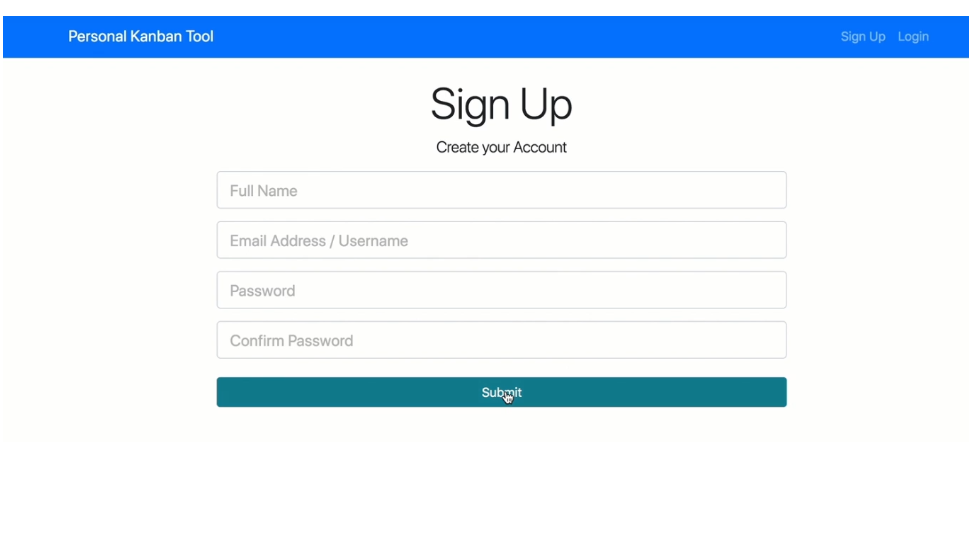 Personal Kanban Tool Sign Up Login
Sign Up
Create your Account
Full Name
Email Address / Username
Password
Confirm Password
Submit